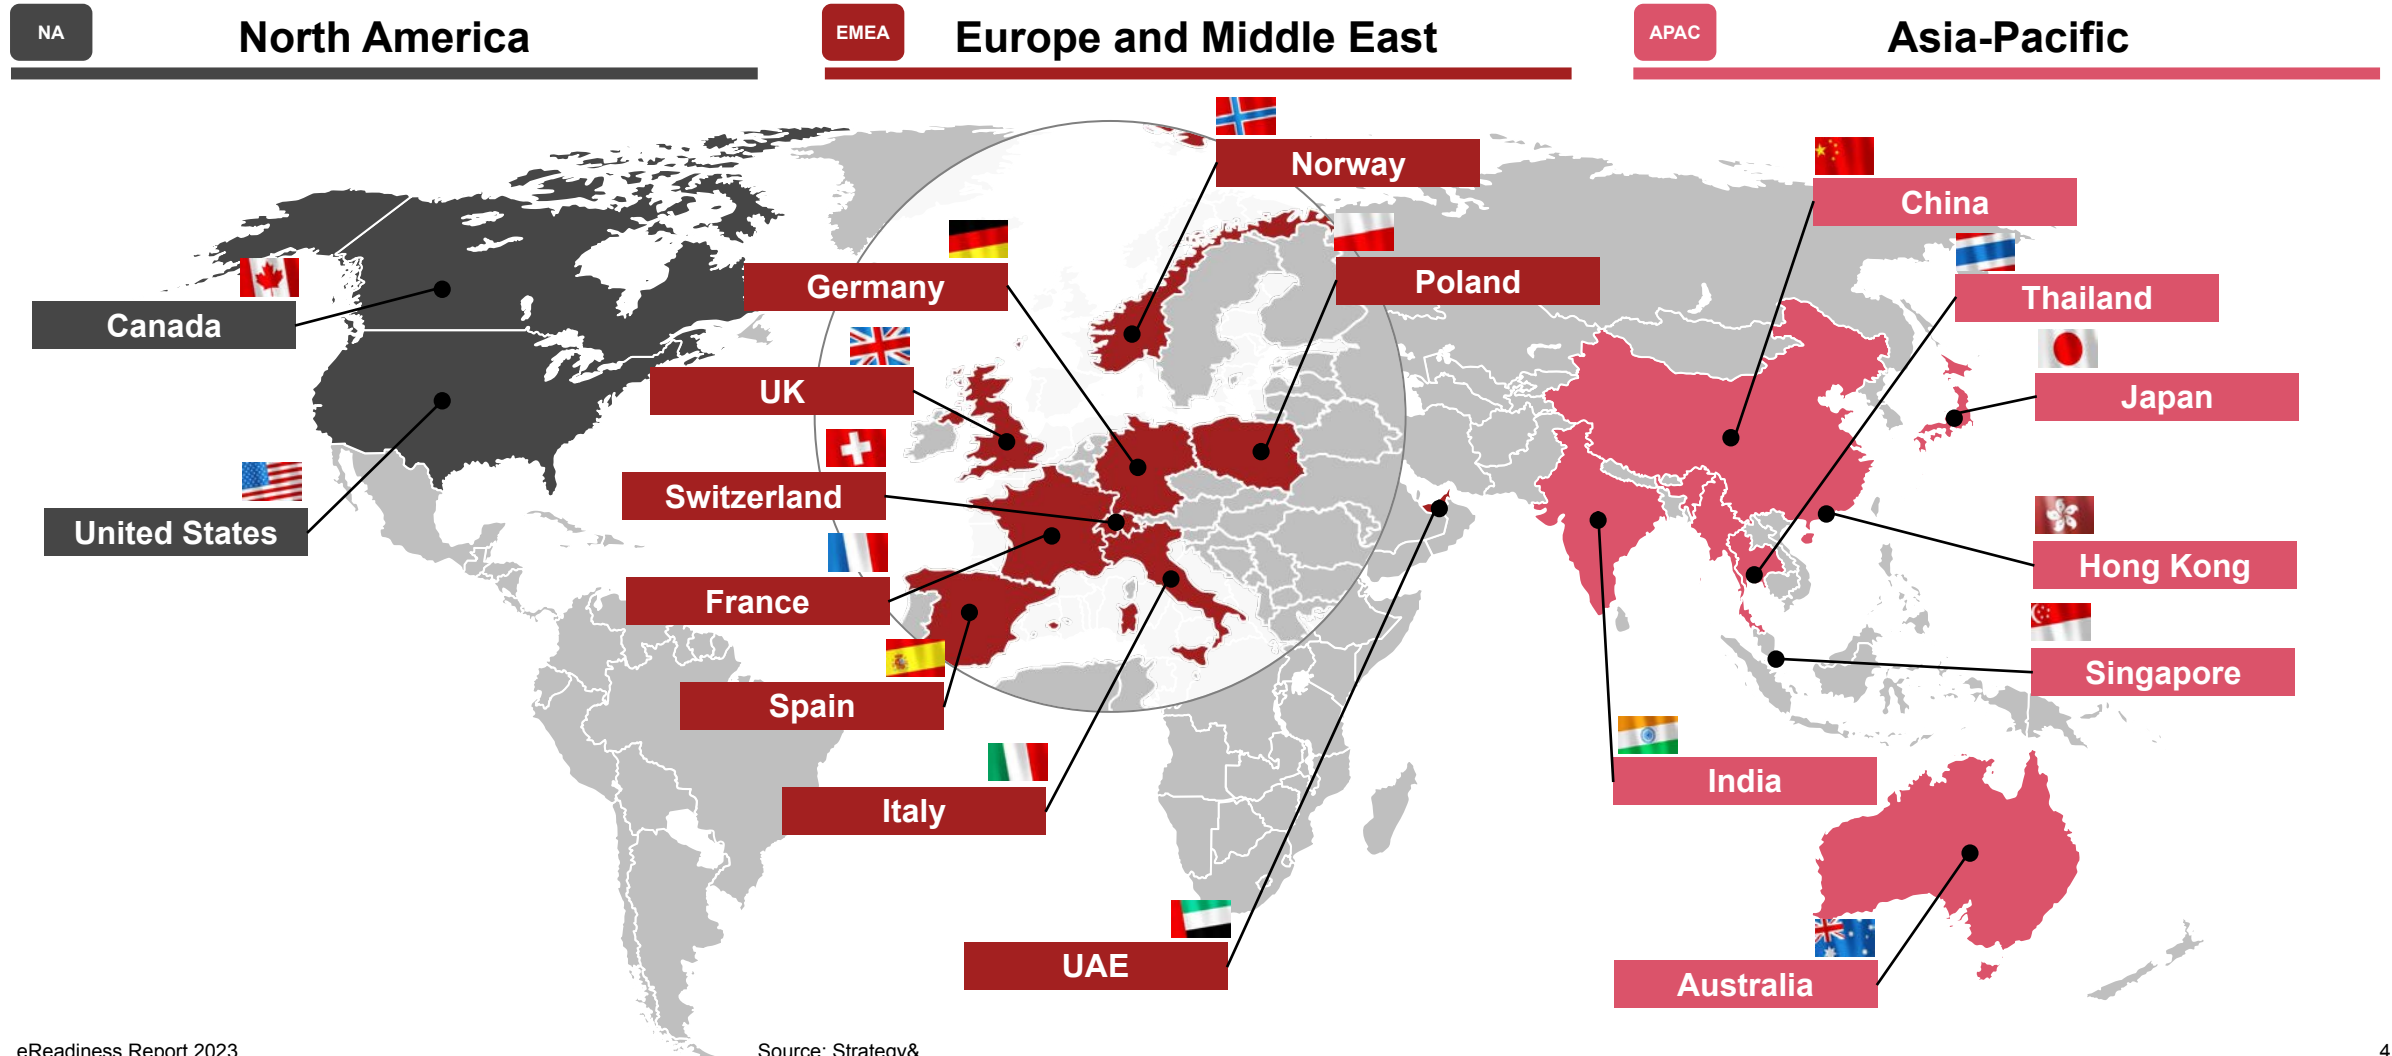 NA
North America
EMEA
Europe and Middle East
APAC
Asia-Pacific
Norway
China
Germany
Poland
Thailand
Canada
UK
Japan
Switzerland
United States
Hong Kong
France
Singapore
Spain
India
Italy
UAE
Australia
eReadiness Report 2023
Source: Strategy&
4